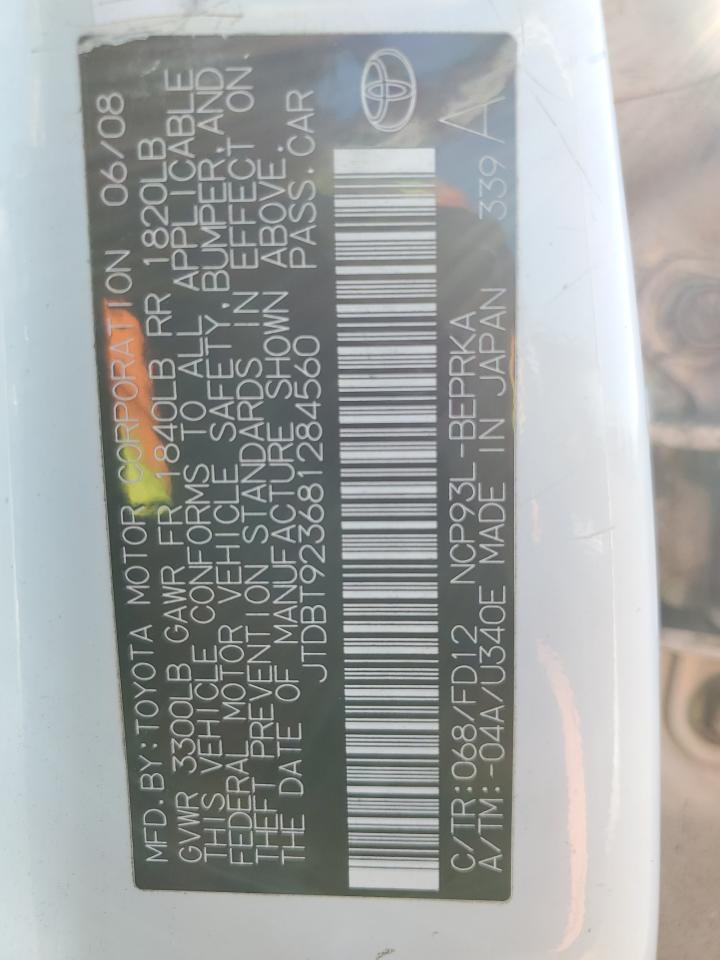 MFD.BY:TOYOTA MOTOR CORPORATION 06/08
GVWR 3300LB GAWR FR 1840LB RR 1820LB
THIS VEHICLE CONFORMS TO ALL APPLICABLE
FEDERAL MOTOR VEHICLE SAFETY, BUMPER, AND
THEFT PREVENTION STANDARDS IN EFFECT ON
THE DATE OF MANUFACTURE SHOWN ABOVE.
JTDBT923681284560 PASS.CAR
C/TR:068/FD12 NCP93L-BEPRKA 339 A
A/TM:-04A/U340E MADE IN JAPAN